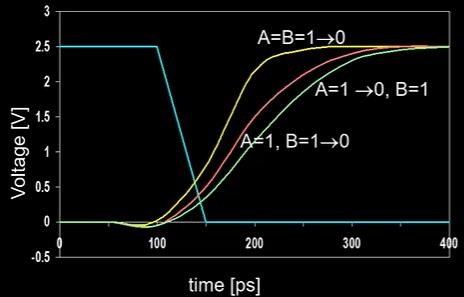 3
2.5
A=B=1→0
2
A=1 →0, B=1
1.5
A=1, B=1→0
1
0.5
0
-0.5
0 100 200 300 400
Voltage [V]
time [ps]